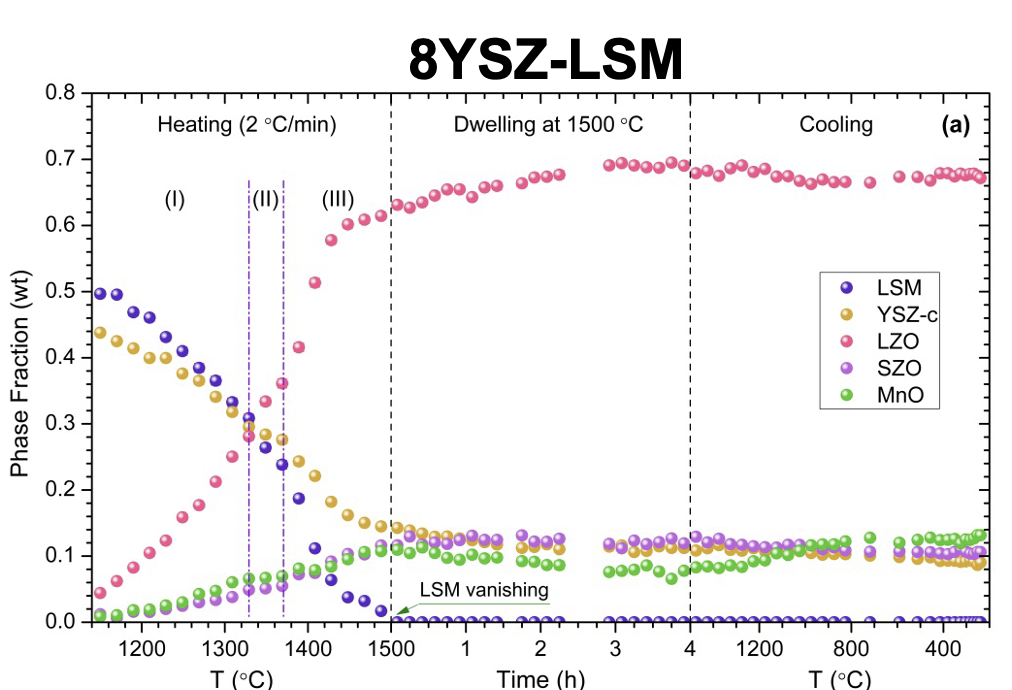 8YSZ-LSM
Heating (2 °C/min)
Dwelling at 1500 °C
Cooling
(a)
(I)
(II)
(III)
Phase Fraction (wt)
0.8
0.7
0.6
0.5
0.4
0.3
0.2
0.1
0.0
LSM
YSZ-c
LZO
SZO
MnO
LSM vanishing
1200 1300 1400 1500 1 2 3 4 1200 800 400
T (°C) Time (h) T (°C)